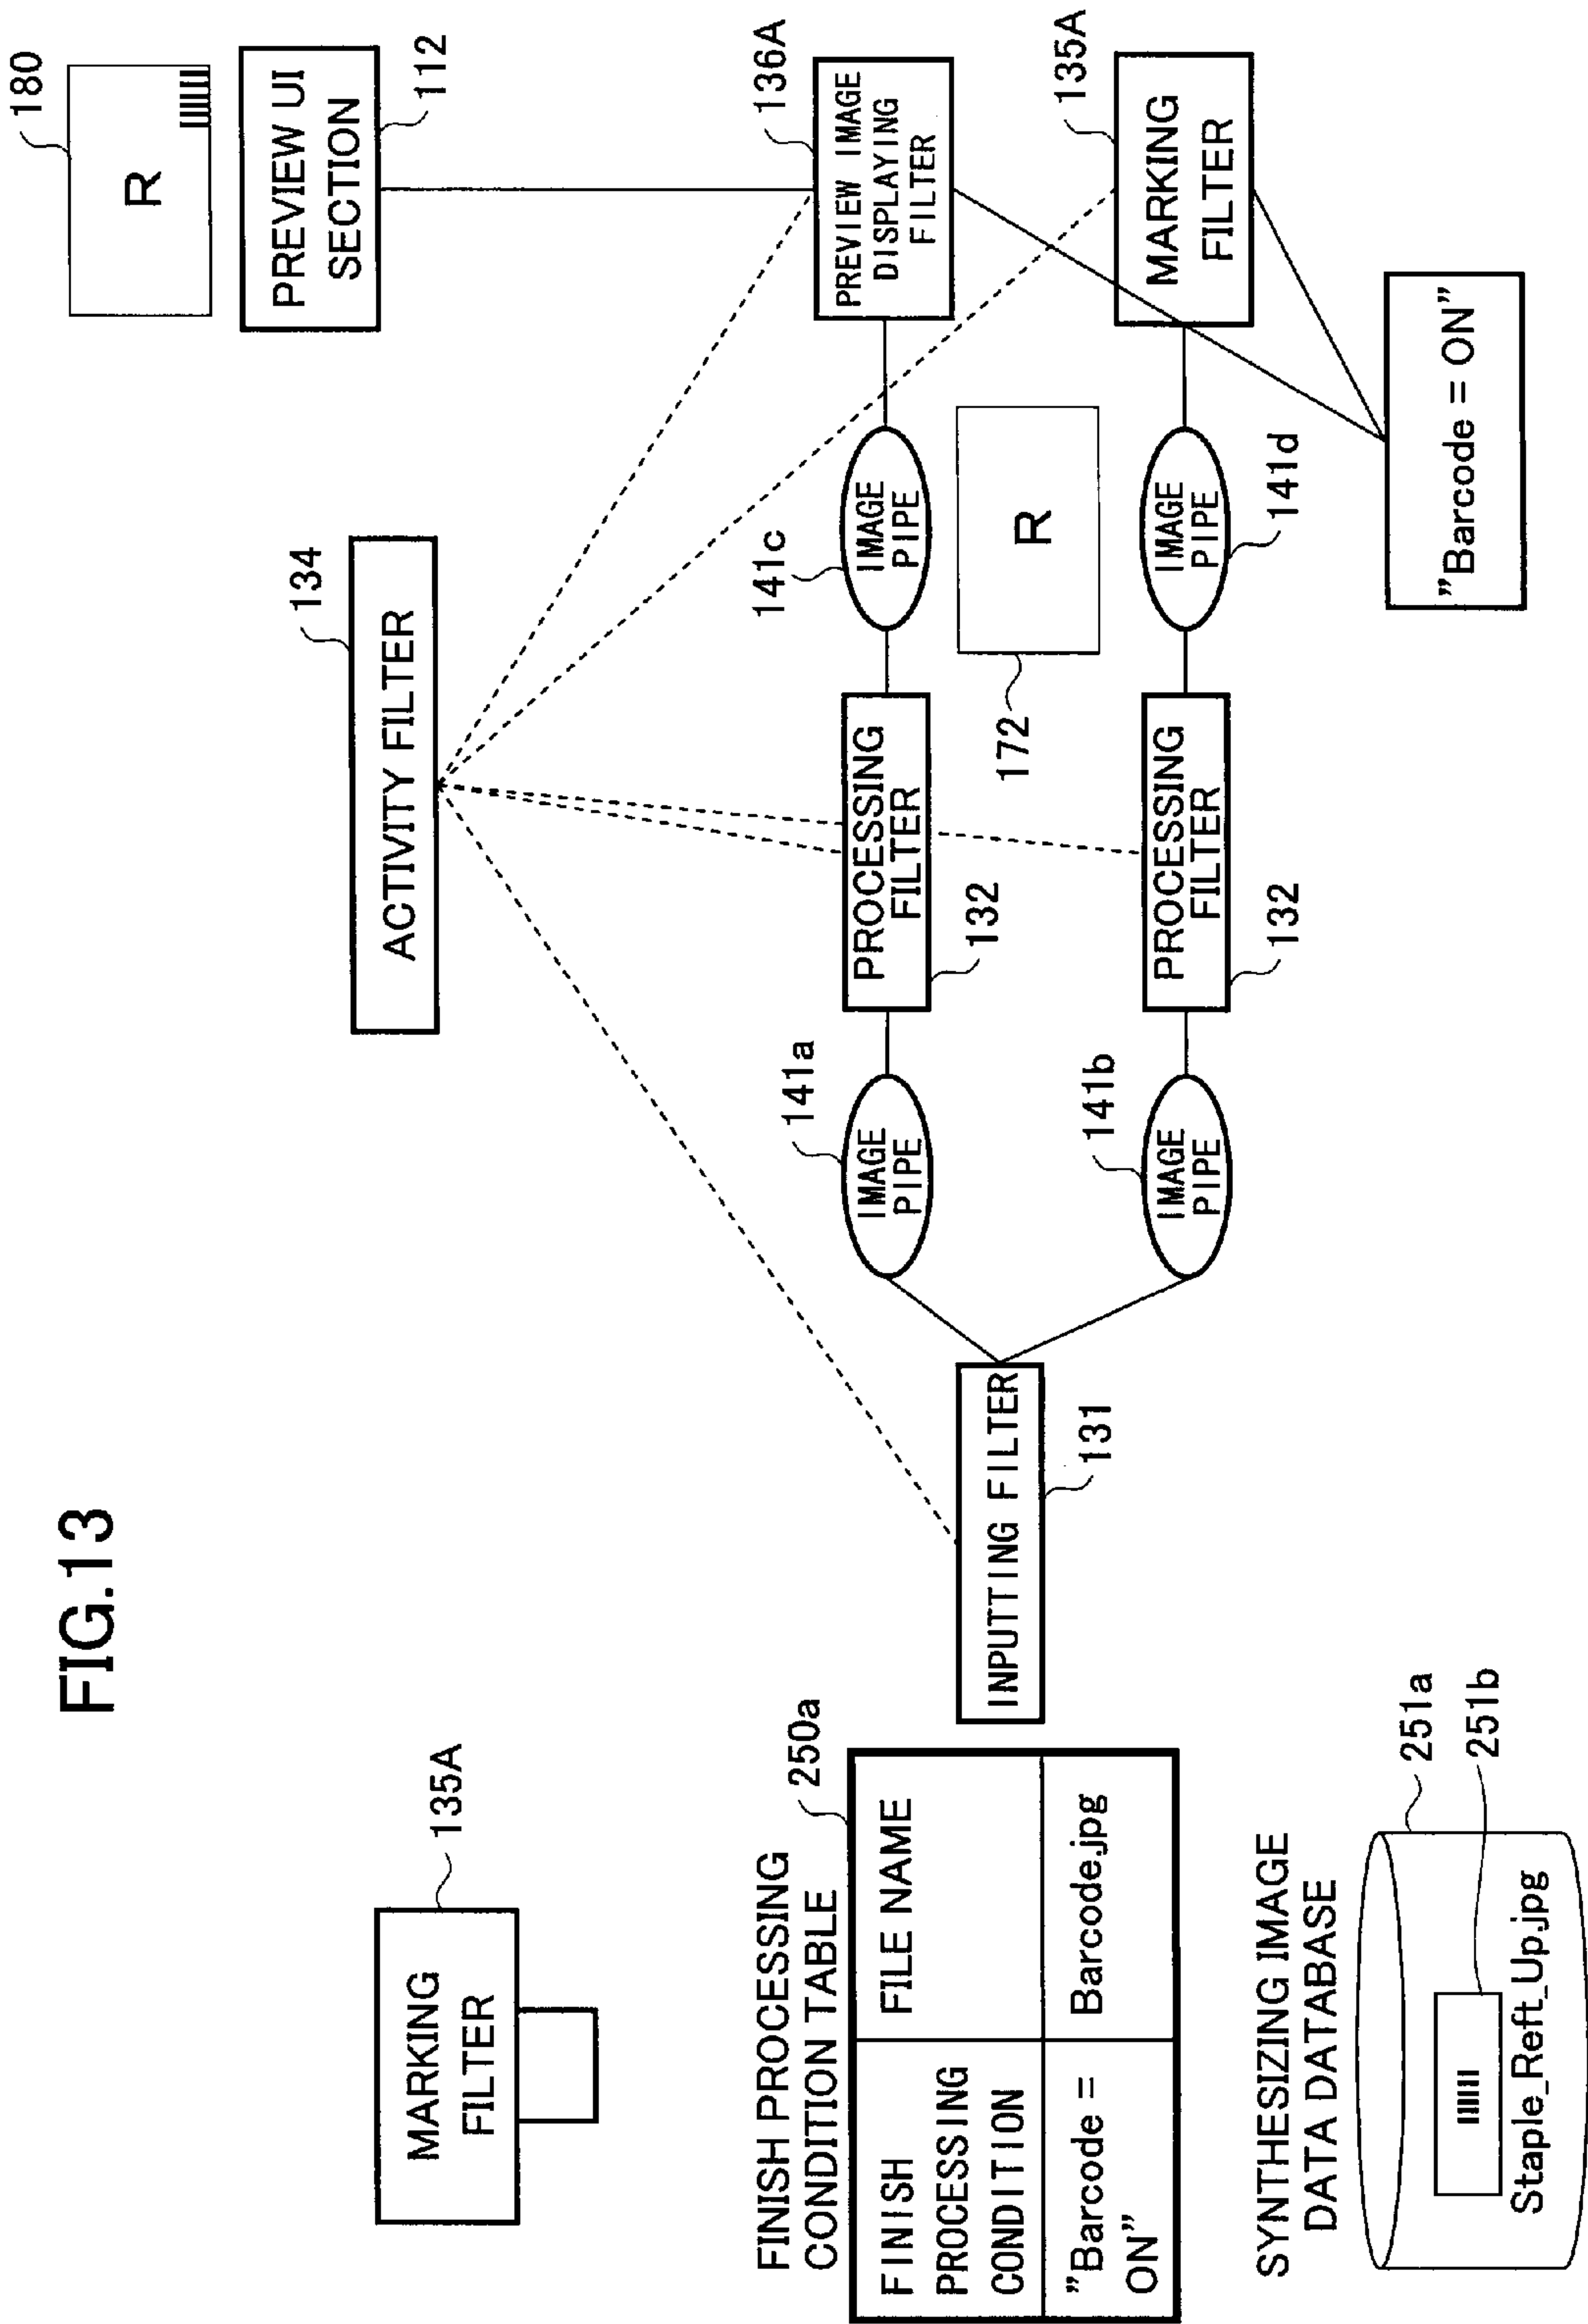 FIG.13
135A
MARKING
FILTER
FINISH PROCESSING
CONDITION TABLE
250a
FINISH
PROCESSING
CONDITION
FILE NAME
"Barcode =
ON"
Barcode.jpg
SYNTHESIZING IMAGE
DATA DATABASE
251a
251b
Staple_Reft_Up.jpg
134
ACTIVITY FILTER
INPUTTING FILTER
131
141a
IMAGE
PIPE
141b
IMAGE
PIPE
PROCESSING
FILTER
132
PROCESSING
FILTER
132
141c
IMAGE
PIPE
172
R
IMAGE
PIPE
141d
180
R
PREVIEW UI
SECTION
112
136A
PREVIEW IMAGE
DISPLAYING
FILTER
135A
MARKING
FILTER
"Barcode = ON"